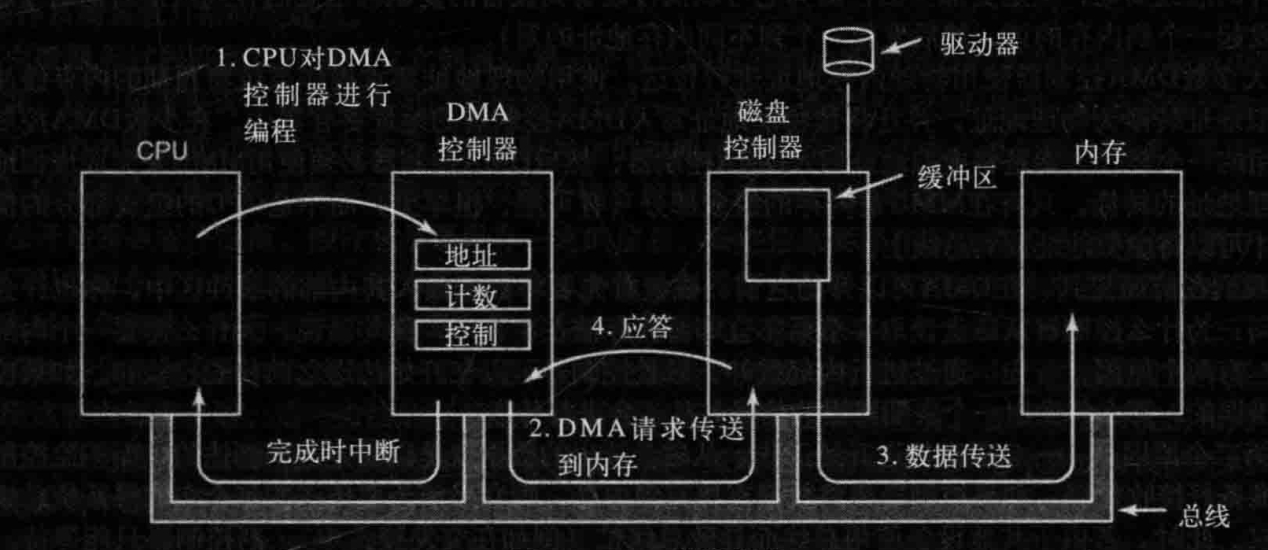 1. CPU对DMA
控制器进行
编程
驱动器
CPU
DMA
控制器
磁盘
控制器
内存
缓冲区
地址
计数
控制
4. 应答
完成时中断
2. DMA请求传送
到内存
3. 数据传送
总线